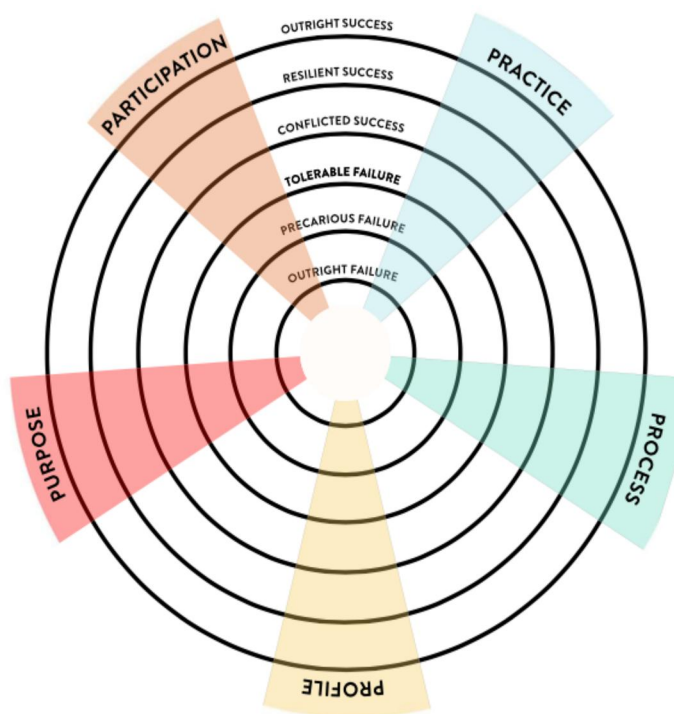 OUTRIGHT SUCCESS
PARTICIPATION
PRACTICE
RESILIENT SUCCESS
CONFLICTED SUCCESS
TOLERABLE FAILURE
PRECARIOUS FAILURE
OUTRIGHT FAILURE
PURPOSE
PROCESS
PROFILE